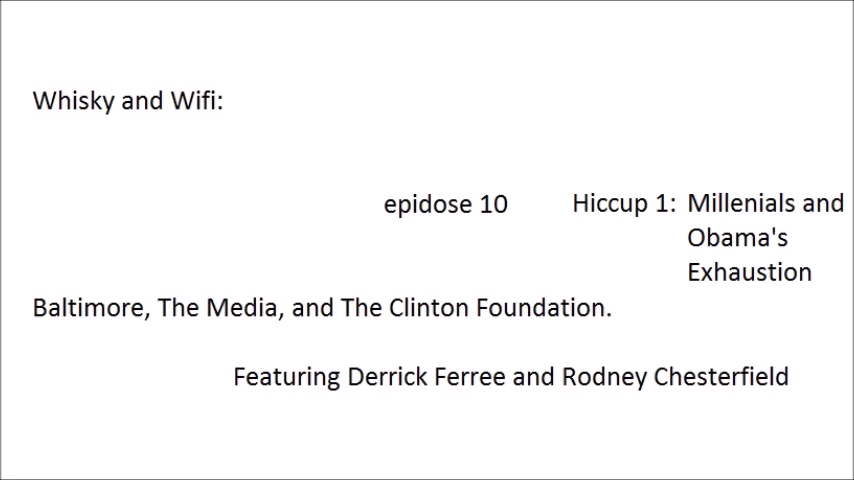 Whisky and Wifi:
epidose 10 Hiccup 1: Millenials and
Obama's
Exhaustion
Baltimore, The Media, and The Clinton Foundation.
Featuring Derrick Ferree and Rodney Chesterfield